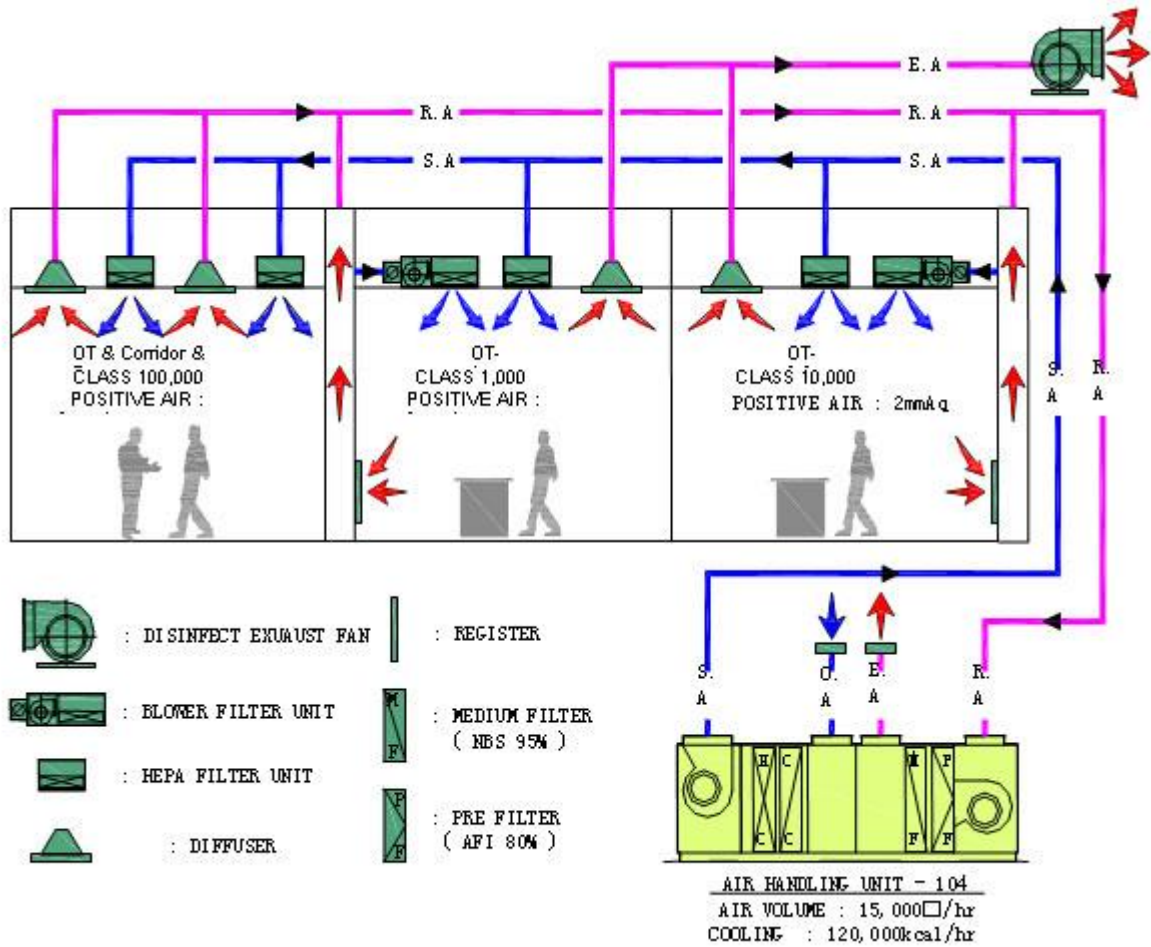 E.A
R.A
R.A
S.A
S.A
OT & Corridor &
CLASS 100,000
POSITIVE AIR :
OT-
CLASS 1,000
POSITIVE AIR :
OT-
CLASS 10,000
POSITIVE AIR : 2mmAq
S.
A
R.
A
: DISINFECT EXUAUST FAN
: REGISTER
: BLOWER FILTER UNIT
M
F
: MEDIUM FILTER
( NBS 95% )
: HEPA FILTER UNIT
P
F
: PRE FILTER
( AFI 80% )
: DIFFUSER
S.
A
O.
A
E.
A
R.
A
H
C
C
C
M
F
P
F
AIR HANDLING UNIT - 104
AIR VOLUME : 15,000□/hr
COOLING : 120,000kcal/hr